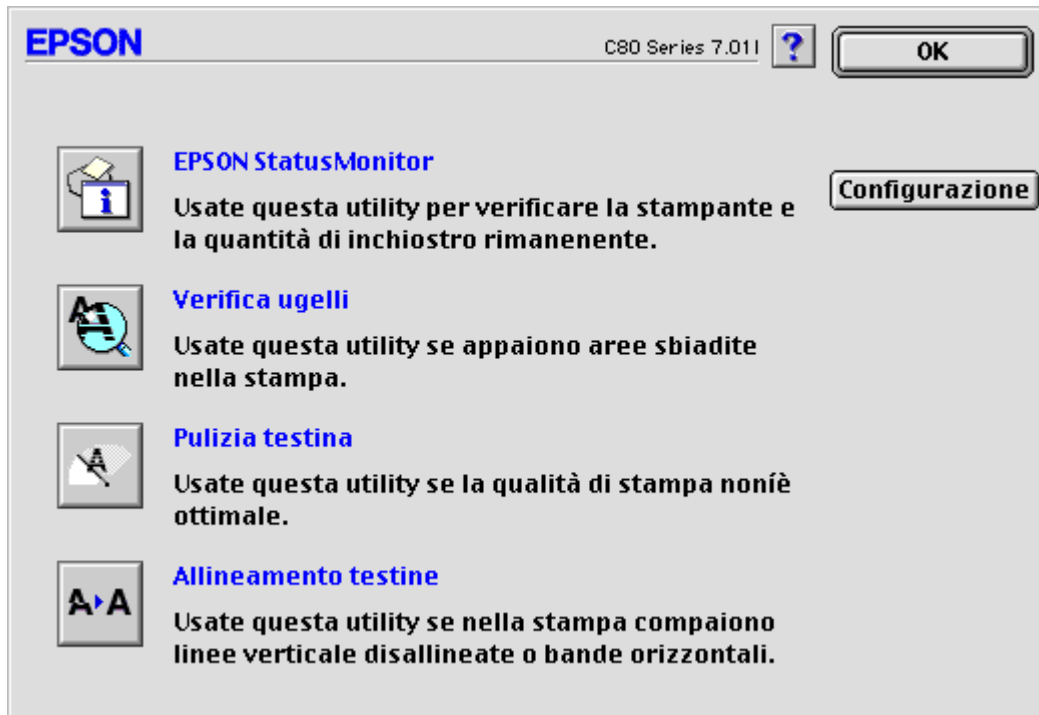 EPSON
C80 Series 7.01I
?
OK
EPSON StatusMonitor
Usate questa utility per verificare la stampante e
la quantità di inchiostro rimanenente.
Configurazione
Verifica ugelli
Usate questa utility se appaiono aree sbiadite
nella stampa.
Pulizia testina
Usate questa utility se la qualità di stampa noníè
ottimale.
Allineamento testine
Usate questa utility se nella stampa compaiono
linee verticale disallineate o bande orizzontali.